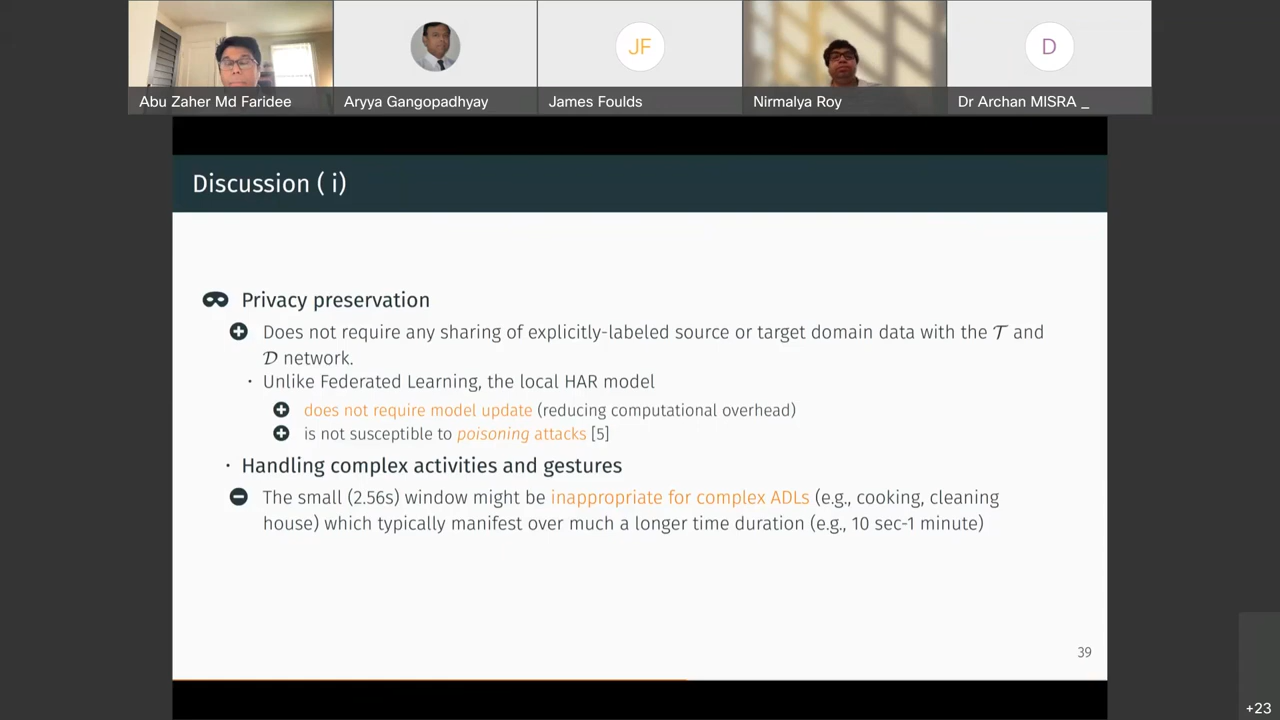 Abu Zaher Md Faridee
Aryya Gangopadhyay
JF
James Foulds
Nirmalya Roy
D
Dr Archan MISRA _
Discussion ( i)
Privacy preservation
Does not require any sharing of explicitly-labeled source or target domain data with the 𝒯 and
𝒟 network.
· Unlike Federated Learning, the local HAR model
does not require model update (reducing computational overhead)
is not susceptible to poisoning attacks [5]
· Handling complex activities and gestures
The small (2.56s) window might be inappropriate for complex ADLs (e.g., cooking, cleaning
house) which typically manifest over much a longer time duration (e.g., 10 sec-1 minute)
39
+23